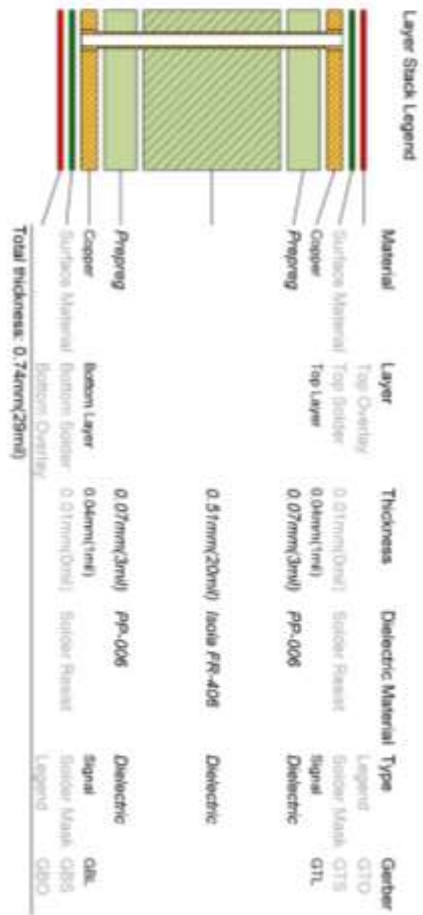 Layer Stack Legend
Material Layer Thickness Dielectric Material Type Gerber
Top Overlay Legend GTO
Surface Material Top Solder 0.01mm(0mil) Solder Resist Solder Mask GTS
Copper Top Layer 0.04mm(1mil) Signal GTL
Prepreg 0.07mm(3mil) PP-006 Dielectric
0.51mm(20mil) Isola FR-408 Dielectric
Prepreg 0.07mm(3mil) PP-006 Dielectric
Copper Bottom Layer 0.04mm(1mil) Signal GBL
Surface Material Bottom Solder 0.01mm(0mil) Solder Resist Solder Mask GBS
Bottom Overlay Legend GBO
Total thickness: 0.74mm(29mil)